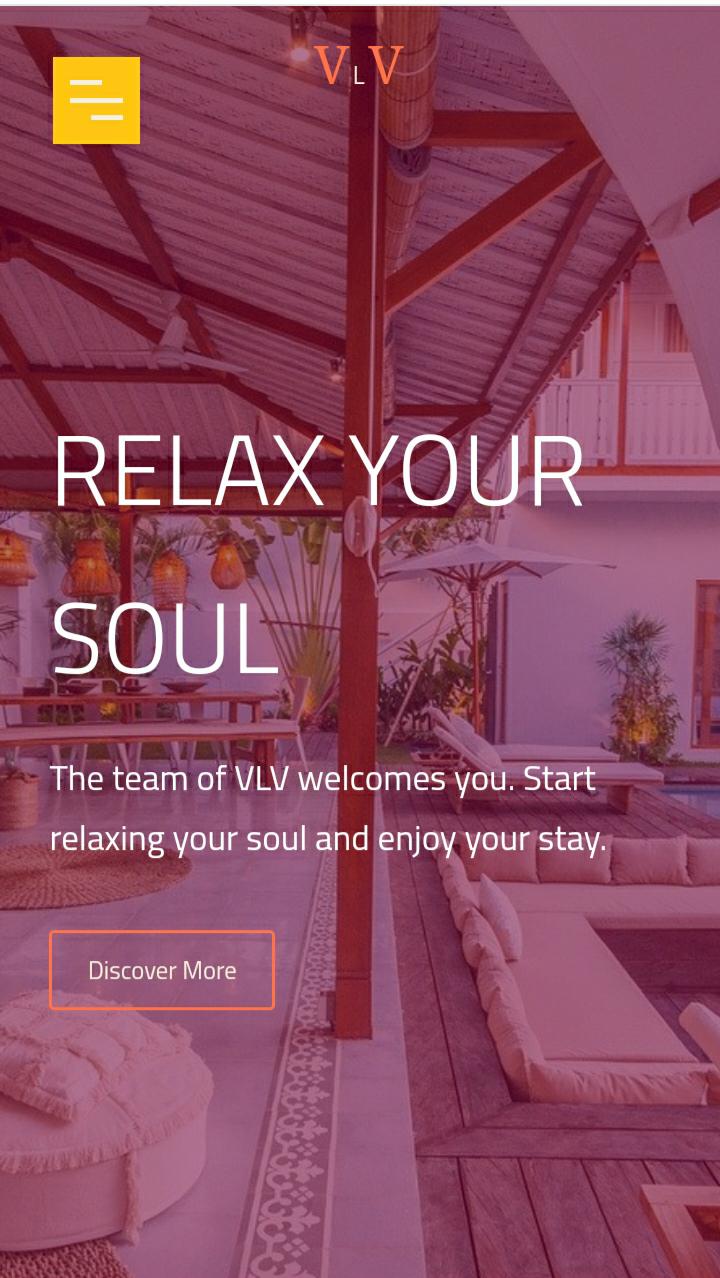 VLV
RELAX YOUR
SOUL
The team of VLV welcomes you. Start
relaxing your soul and enjoy your stay.
Discover More